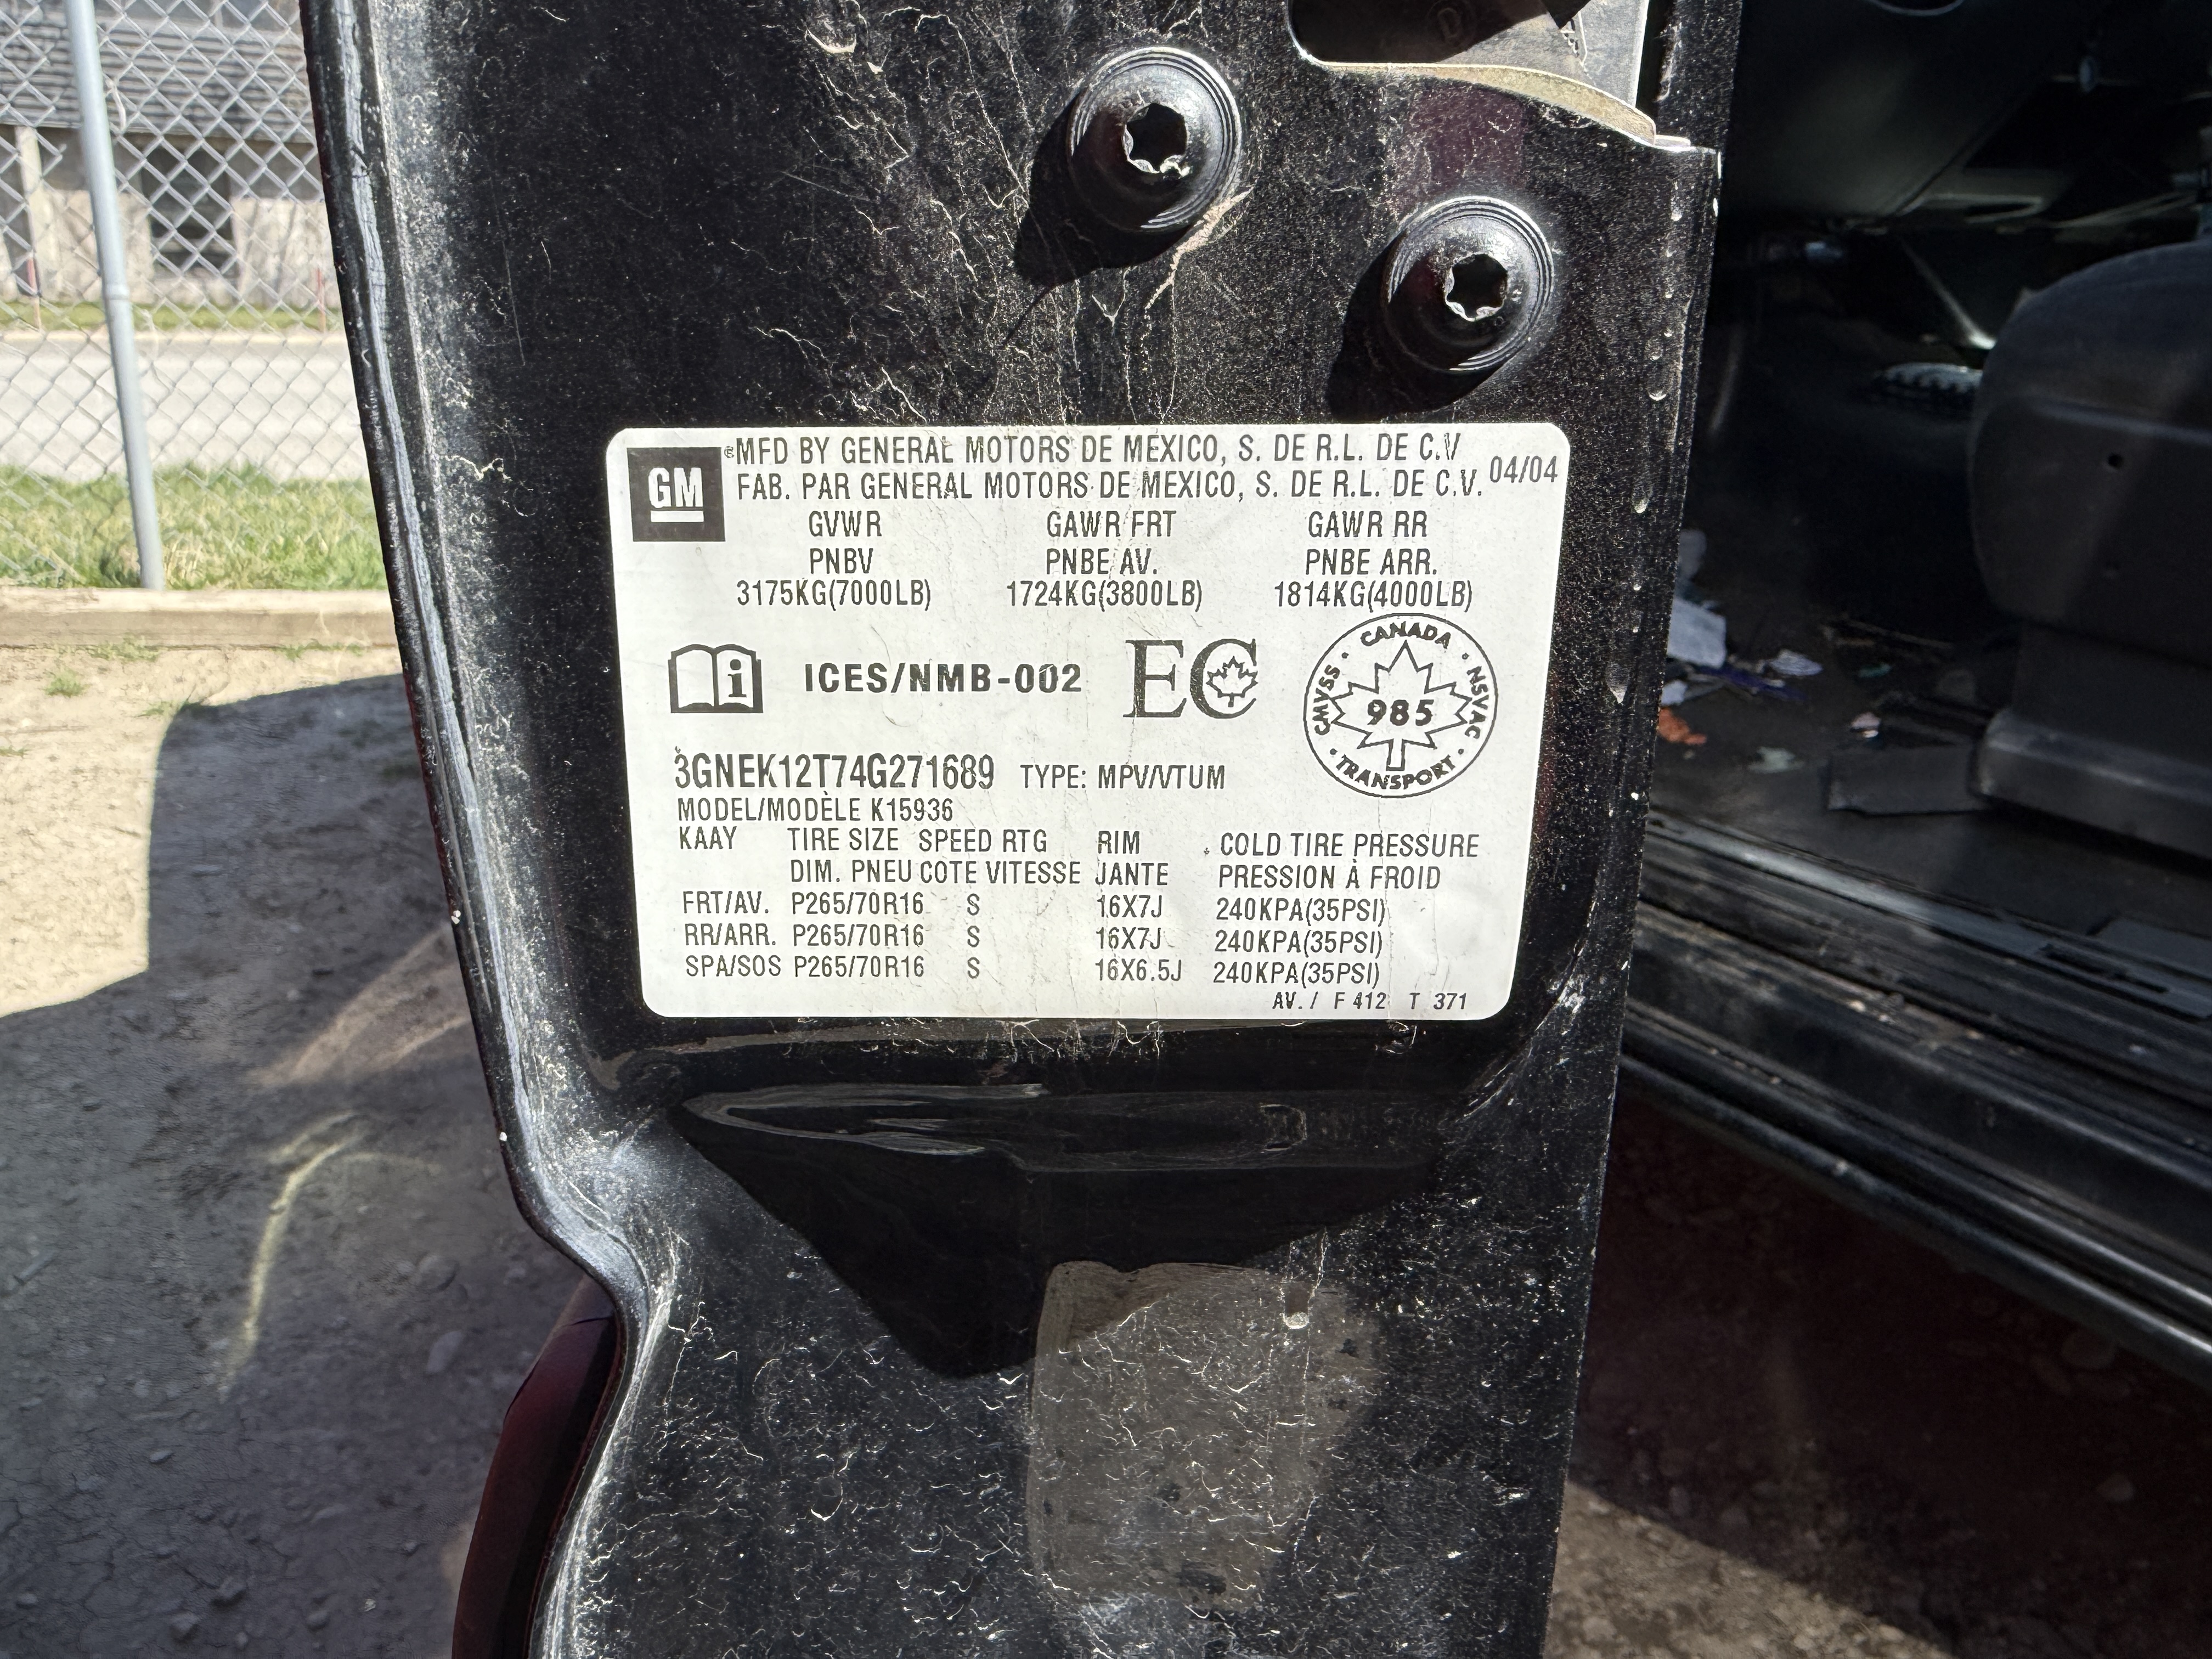 GM
®MFD BY GENERAL MOTORS DE MEXICO, S. DE R.L. DE C.V
FAB. PAR GENERAL MOTORS DE MEXICO, S. DE R.L. DE C.V. 04/04
GVWR GAWR FRT GAWR RR
PNBV PNBE AV. PNBE ARR.
3175KG(7000LB) 1724KG(3800LB) 1814KG(4000LB)
i ICES/NMB-002 EC
CANADA
CMVSS 985 NSVAC
TRANSPORT
3GNEK12T74G271689 TYPE: MPV/VTUM
MODEL/MODÈLE K15936
KAAY TIRE SIZE SPEED RTG RIM COLD TIRE PRESSURE
DIM. PNEU COTE VITESSE JANTE PRESSION À FROID
FRT/AV. P265/70R16 S 16X7J 240KPA(35PSI)
RR/ARR. P265/70R16 S 16X7J 240KPA(35PSI)
SPA/SOS P265/70R16 S 16X6.5J 240KPA(35PSI)
AV. / F 412 T 371